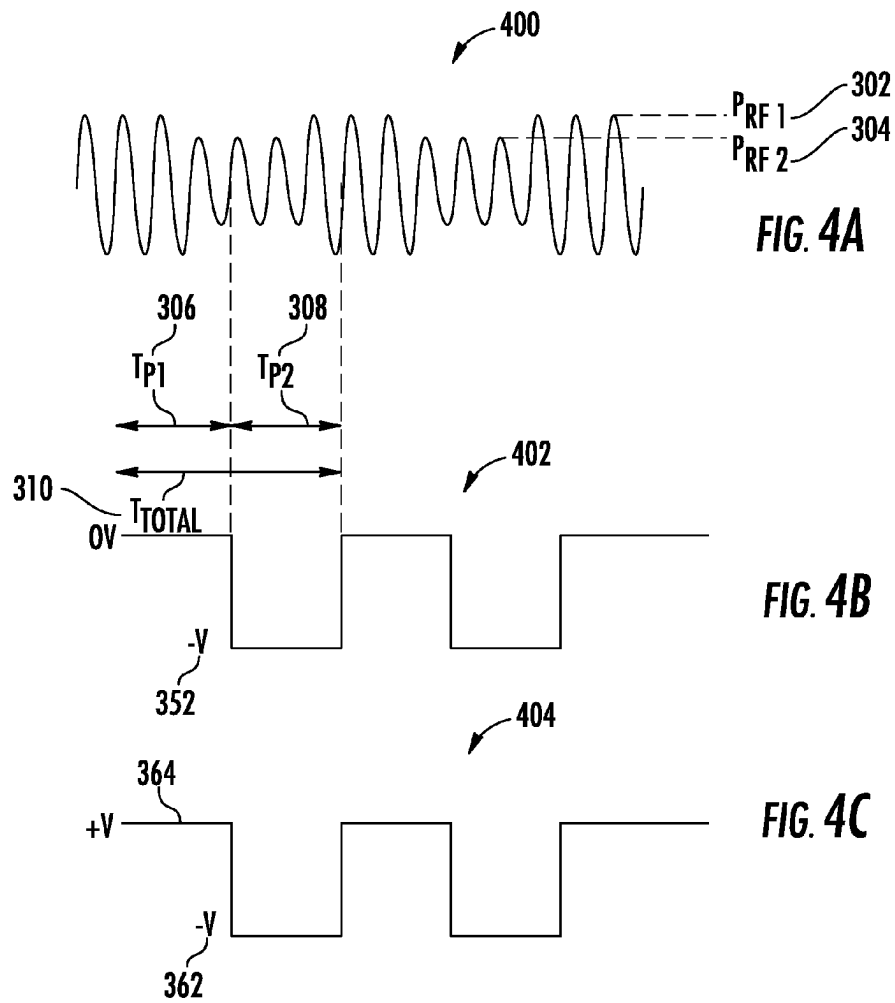 400
P_RF 1 302
P_RF 2 304
FIG. 4A
306 308
T_P1 T_P2
402
310
T_TOTAL
0V
FIG. 4B
-V
352
404
364
+V
FIG. 4C
-V
362